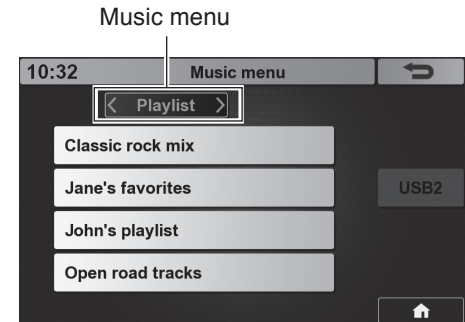 Music menu
10:32 Music menu
< Playlist >
Classic rock mix
Jane's favorites
USB2
John's playlist
Open road tracks